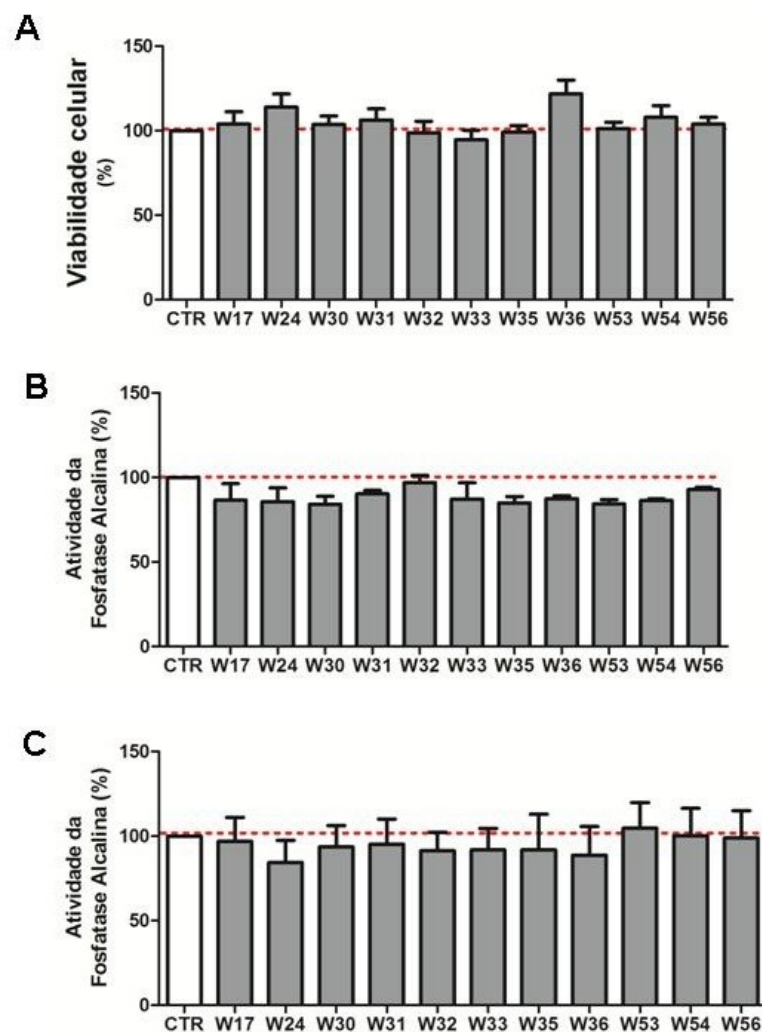 A
Viabilidade celular
(%)
150
100
50
0
CTR W17 W24 W30 W31 W32 W33 W35 W36 W53 W54 W56
B
Atividade da
Fosfatase Alcalina (%)
150
100
50
0
CTR W17 W24 W30 W31 W32 W33 W35 W36 W53 W54 W56
C
Atividade da
Fosfatase Alcalina (%)
150
100
50
0
CTR W17 W24 W30 W31 W32 W33 W35 W36 W53 W54 W56